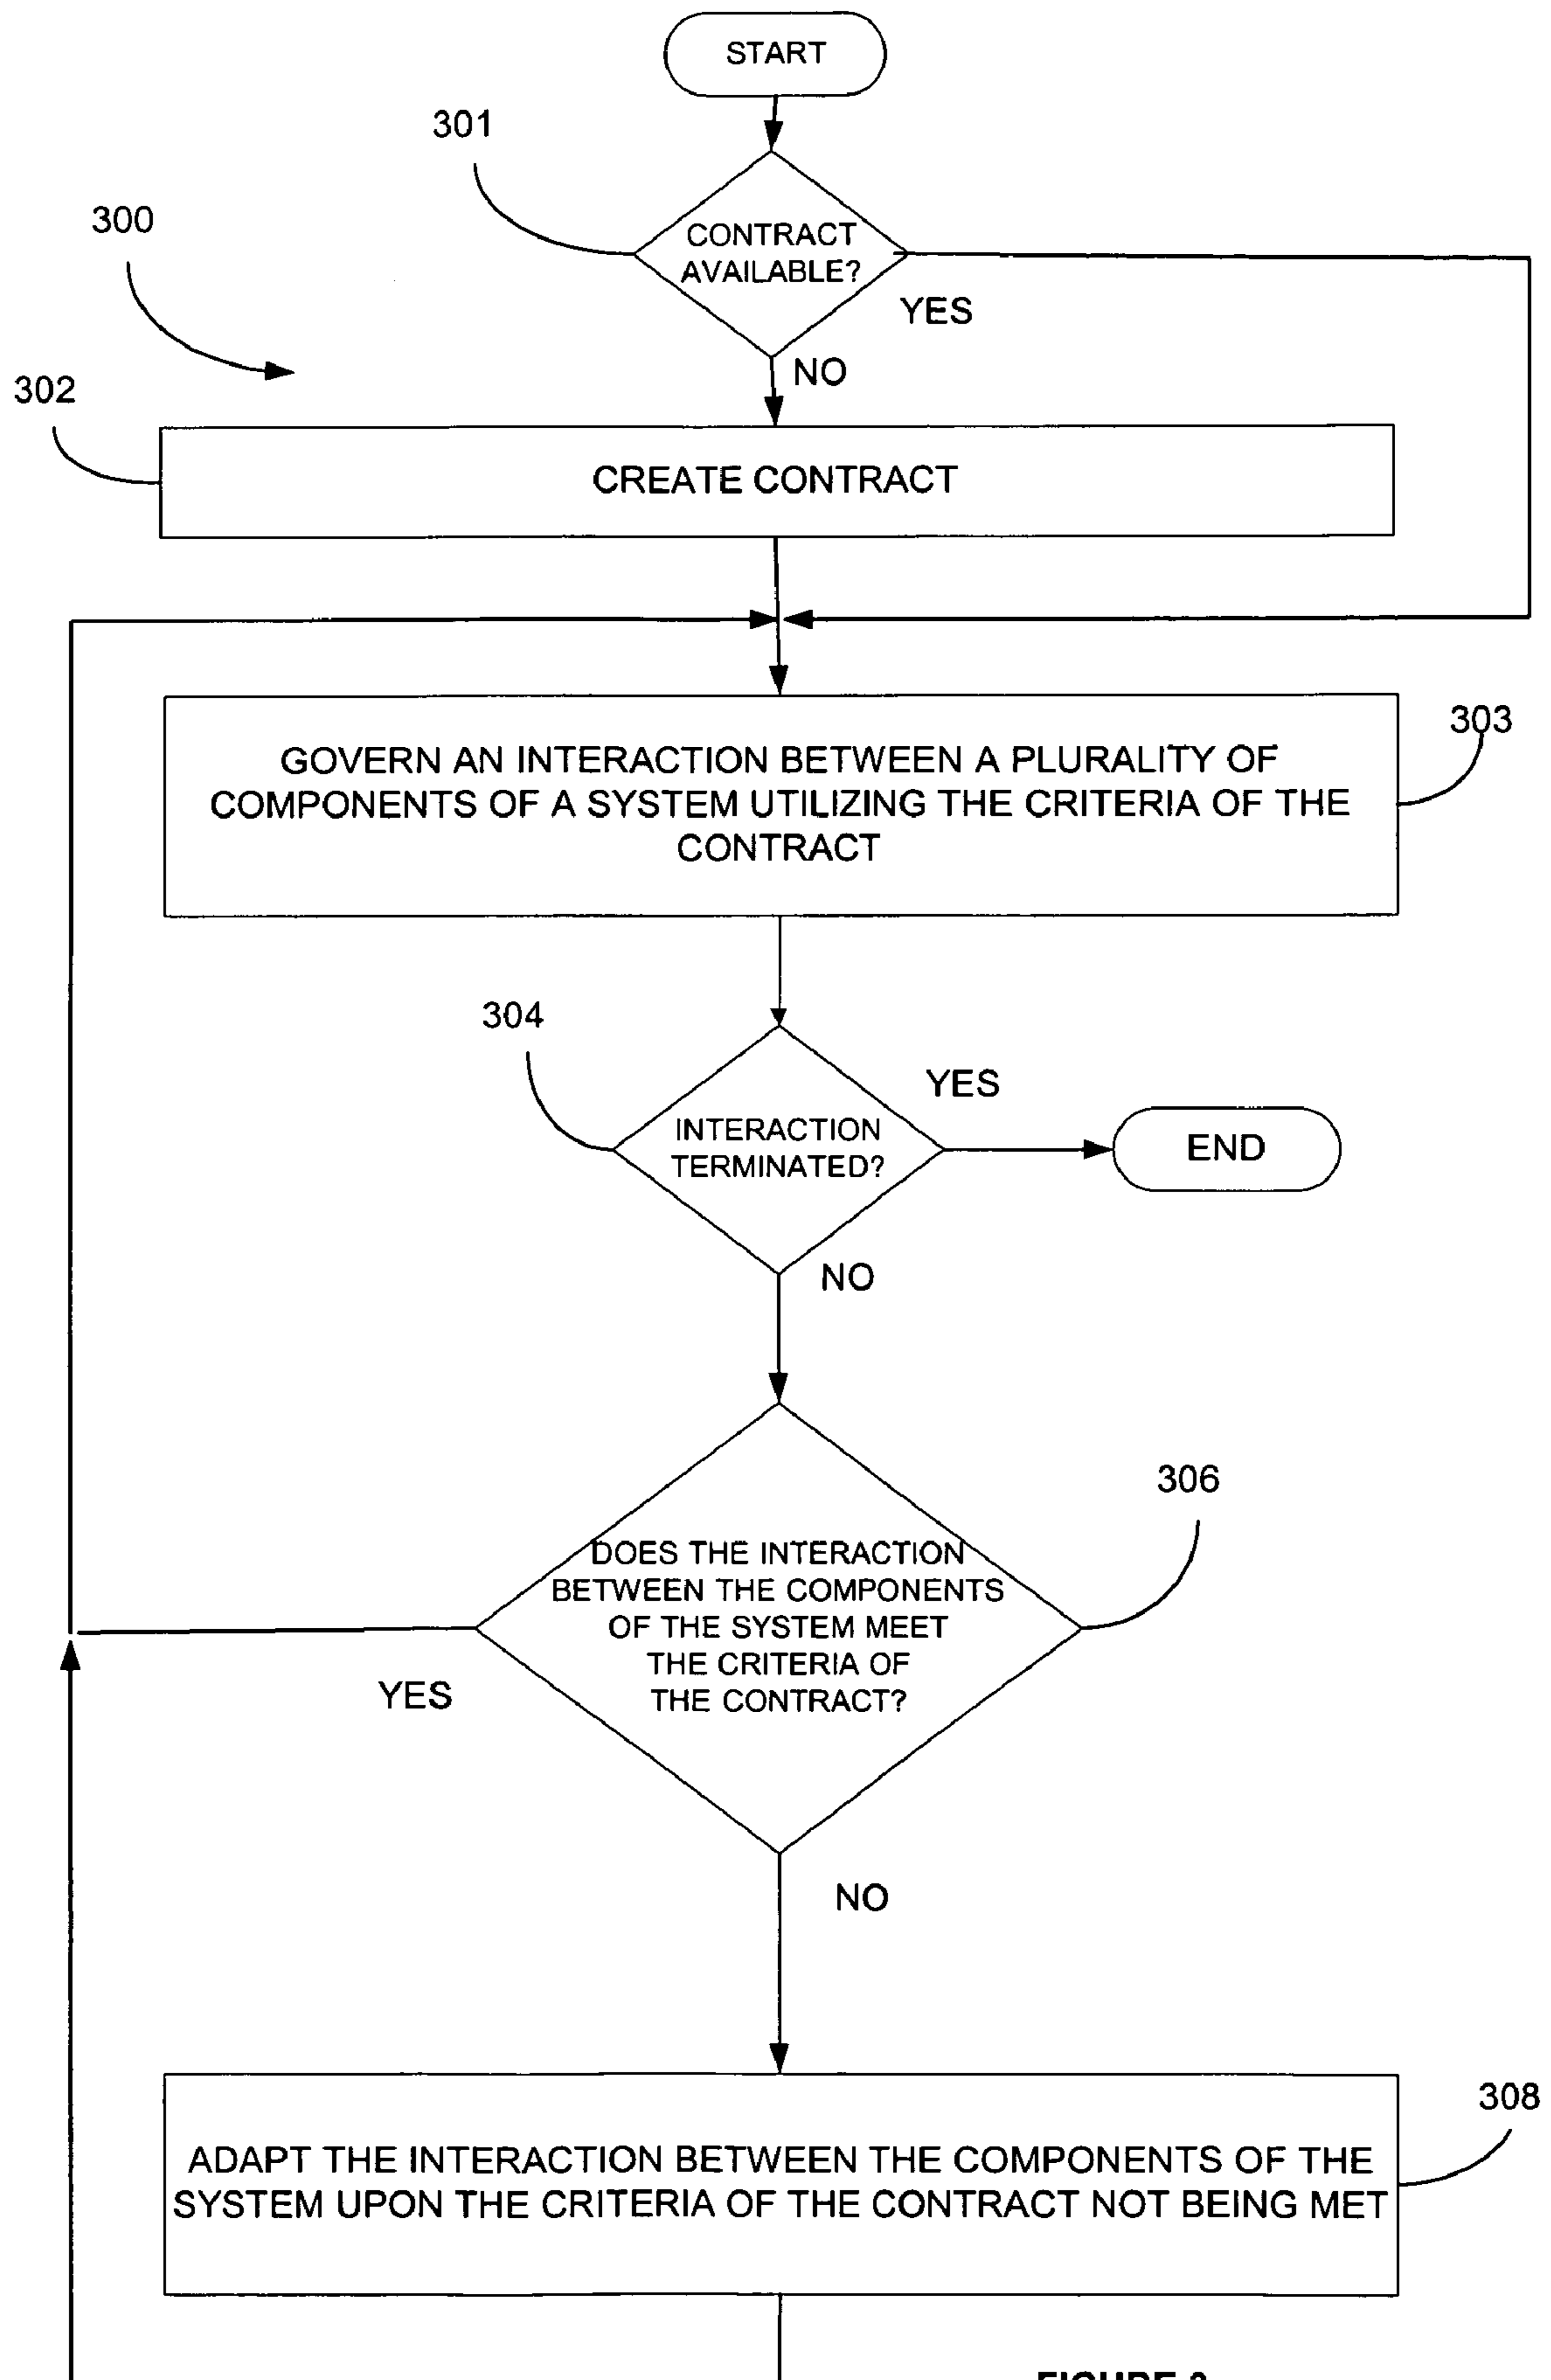 START
301
300
CONTRACT
AVAILABLE?
YES
NO
302
CREATE CONTRACT
303
GOVERN AN INTERACTION BETWEEN A PLURALITY OF
COMPONENTS OF A SYSTEM UTILIZING THE CRITERIA OF THE
CONTRACT
304
YES
INTERACTION
TERMINATED?
END
NO
306
DOES THE INTERACTION
BETWEEN THE COMPONENTS
OF THE SYSTEM MEET
THE CRITERIA OF
THE CONTRACT?
YES
NO
308
ADAPT THE INTERACTION BETWEEN THE COMPONENTS OF THE
SYSTEM UPON THE CRITERIA OF THE CONTRACT NOT BEING MET
FIGURE